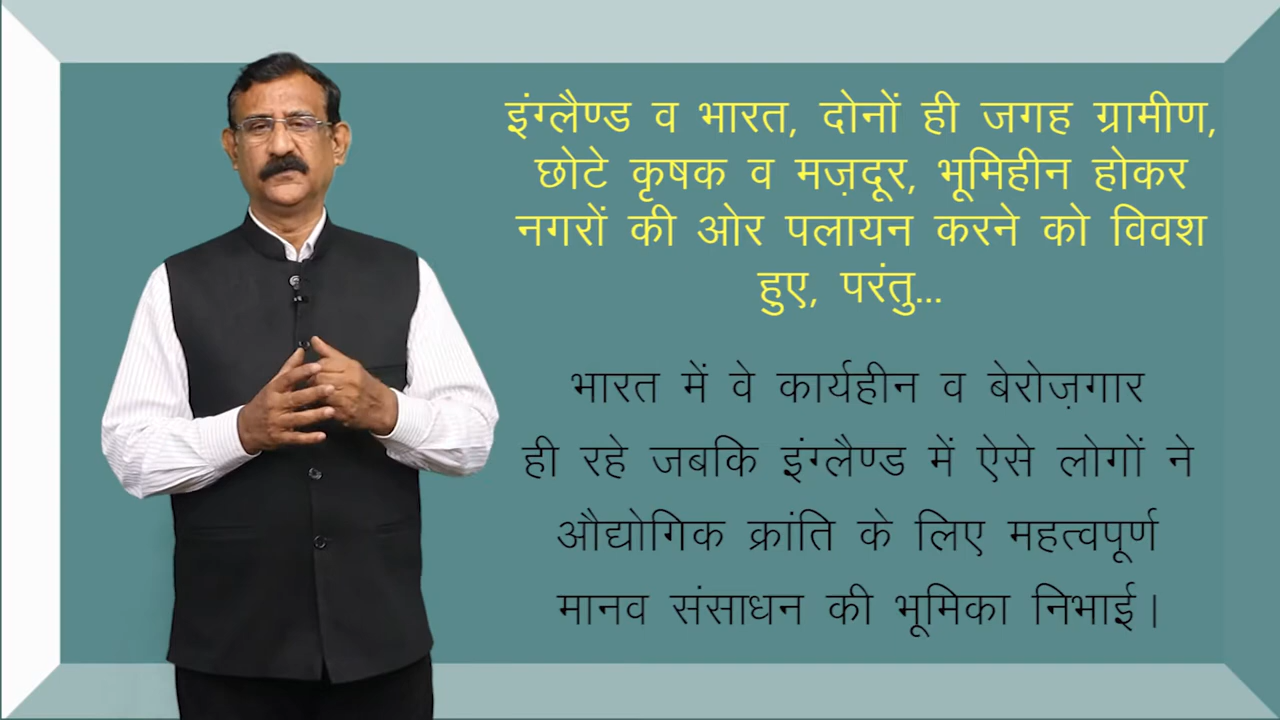 इंग्लैण्ड व भारत, दोनों ही जगह ग्रामीण,
छोटे कृषक व मज़दूर, भूमिहीन होकर
नगरों की ओर पलायन करने को विवश
हुए, परंतु...
भारत में वे कार्यहीन व बेरोज़गार
ही रहे जबकि इंग्लैण्ड में ऐसे लोगों ने
औद्योगिक क्रांति के लिए महत्वपूर्ण
मानव संसाधन की भूमिका निभाई।